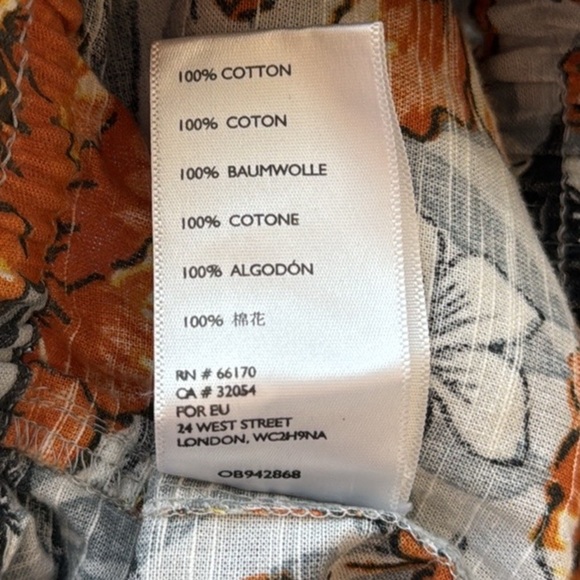 100% COTTON
100% COTON
100% BAUMWOLLE
100% COTONE
100% ALGODÓN
100% 棉花
RN # 66170
CA # 32054
FOR EU
24 WEST STREET
LONDON, WC2H9NA
OB942868